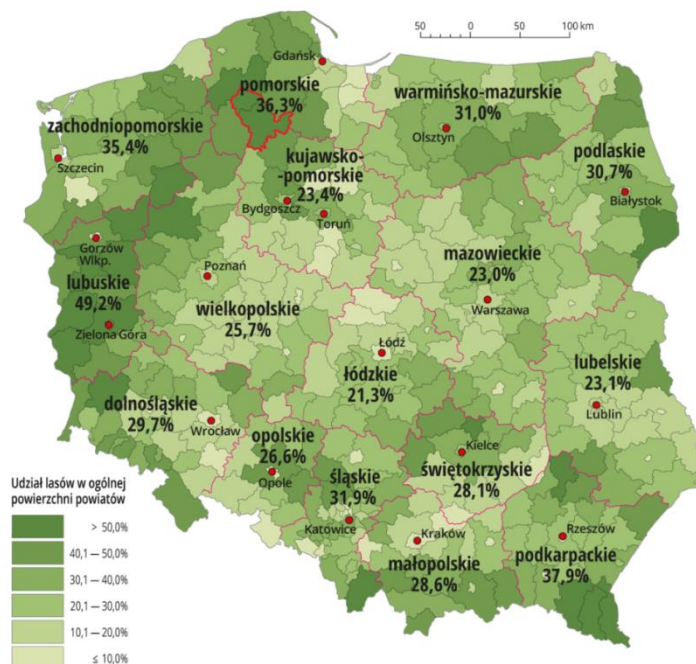 50 0 50 100 km
Gdańsk
pomorskie
36,3%
warmińsko-mazurskie
31,0%
Olsztyn
zachodniopomorskie
35,4%
Szczecin
kujawsko-
-pomorskie
23,4%
Bydgoszcz
Toruń
podlaskie
30,7%
Białystok
Gorzów
Wlkp.
lubuskie
49,2%
Zielona Góra
Poznań
wielkopolskie
25,7%
mazowieckie
23,0%
Warszawa
Łódź
łódzkie
21,3%
lubelskie
23,1%
Lublin
dolnośląskie
29,7%
Wrocław
opolskie
26,6%
Opole
śląskie
31,9%
Katowice
Kielce
świętokrzyskie
28,1%
Kraków
małopolskie
28,6%
Rzeszów
podkarpackie
37,9%
Udział lasów w ogólnej
powierzchni powiatów
> 50,0%
40,1 — 50,0%
30,1 — 40,0%
20,1 — 30,0%
10,1 — 20,0%
≤ 10,0%